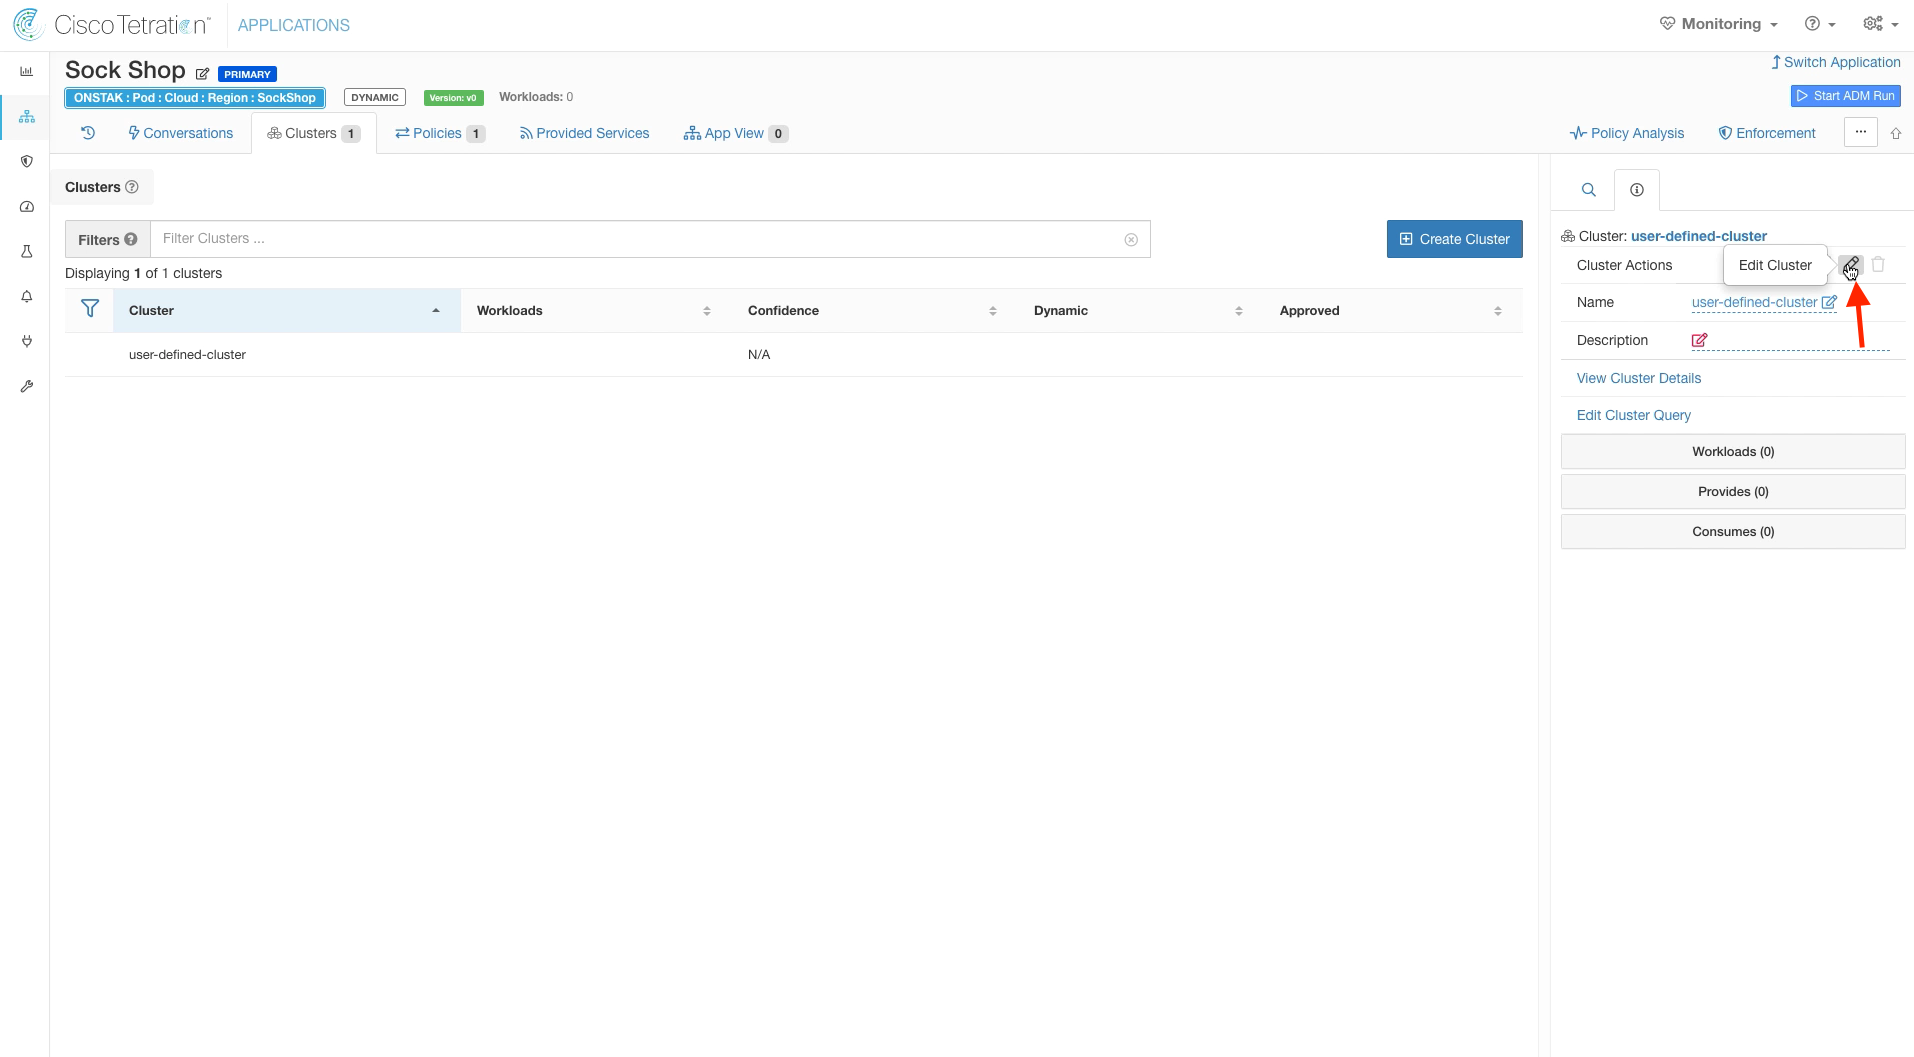 Cisco Tetration™ APPLICATIONS Monitoring
Sock Shop PRIMARY Switch Application
ONSTAK : Pod : Cloud : Region : SockShop DYNAMIC Version: v0 Workloads: 0 Start ADM Run
Conversations Clusters 1 Policies 1 Provided Services App View 0 Policy Analysis Enforcement ...
Clusters
Filters Filter Clusters ... Create Cluster
Displaying 1 of 1 clusters
Cluster Workloads Confidence Dynamic Approved
user-defined-cluster N/A
Cluster: user-defined-cluster
Cluster Actions Edit Cluster
Name user-defined-cluster
Description
View Cluster Details
Edit Cluster Query
Workloads (0)
Provides (0)
Consumes (0)